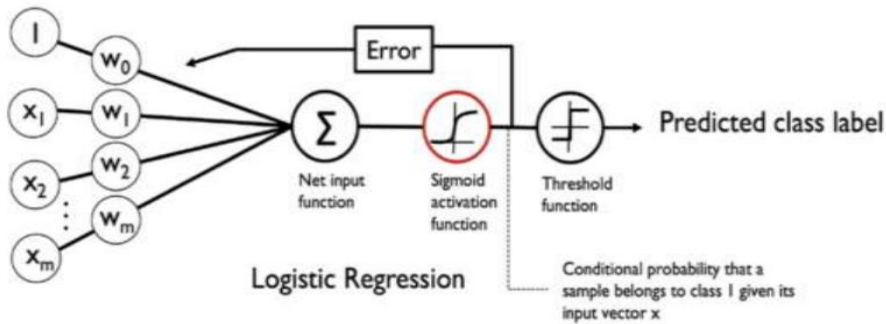 1
w₀
Error
x₁
w₁
Σ
Predicted class label
x₂
w₂
Net input
function
Sigmoid
activation
function
Threshold
function
⋮
wₘ
xₘ
Logistic Regression
Conditional probability that a
sample belongs to class 1 given its
input vector x